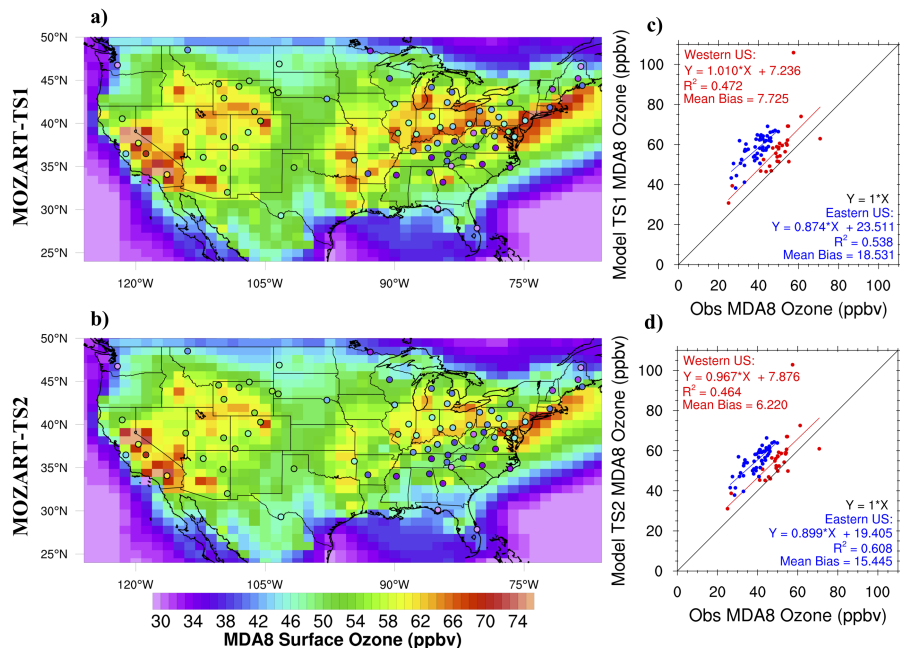 a)
MOZART-TS1
50°N
45°N
40°N
35°N
30°N
25°N
120°W 105°W 90°W 75°W
b)
MOZART-TS2
50°N
45°N
40°N
35°N
30°N
25°N
120°W 105°W 90°W 75°W
30 34 38 42 46 50 54 58 62 66 70 74
MDA8 Surface Ozone (ppbv)
c)
Model TS1 MDA8 Ozone (ppbv)
100
80
60
40
20
0
Western US:
Y = 1.010*X + 7.236
R² = 0.472
Mean Bias = 7.725
Y = 1*X
Eastern US:
Y = 0.874*X + 23.511
R² = 0.538
Mean Bias = 18.531
0 20 40 60 80 100
Obs MDA8 Ozone (ppbv)
d)
Model TS2 MDA8 Ozone (ppbv)
100
80
60
40
20
0
Western US:
Y = 0.967*X + 7.876
R² = 0.464
Mean Bias = 6.220
Y = 1*X
Eastern US:
Y = 0.899*X + 19.405
R² = 0.608
Mean Bias = 15.445
0 20 40 60 80 100
Obs MDA8 Ozone (ppbv)